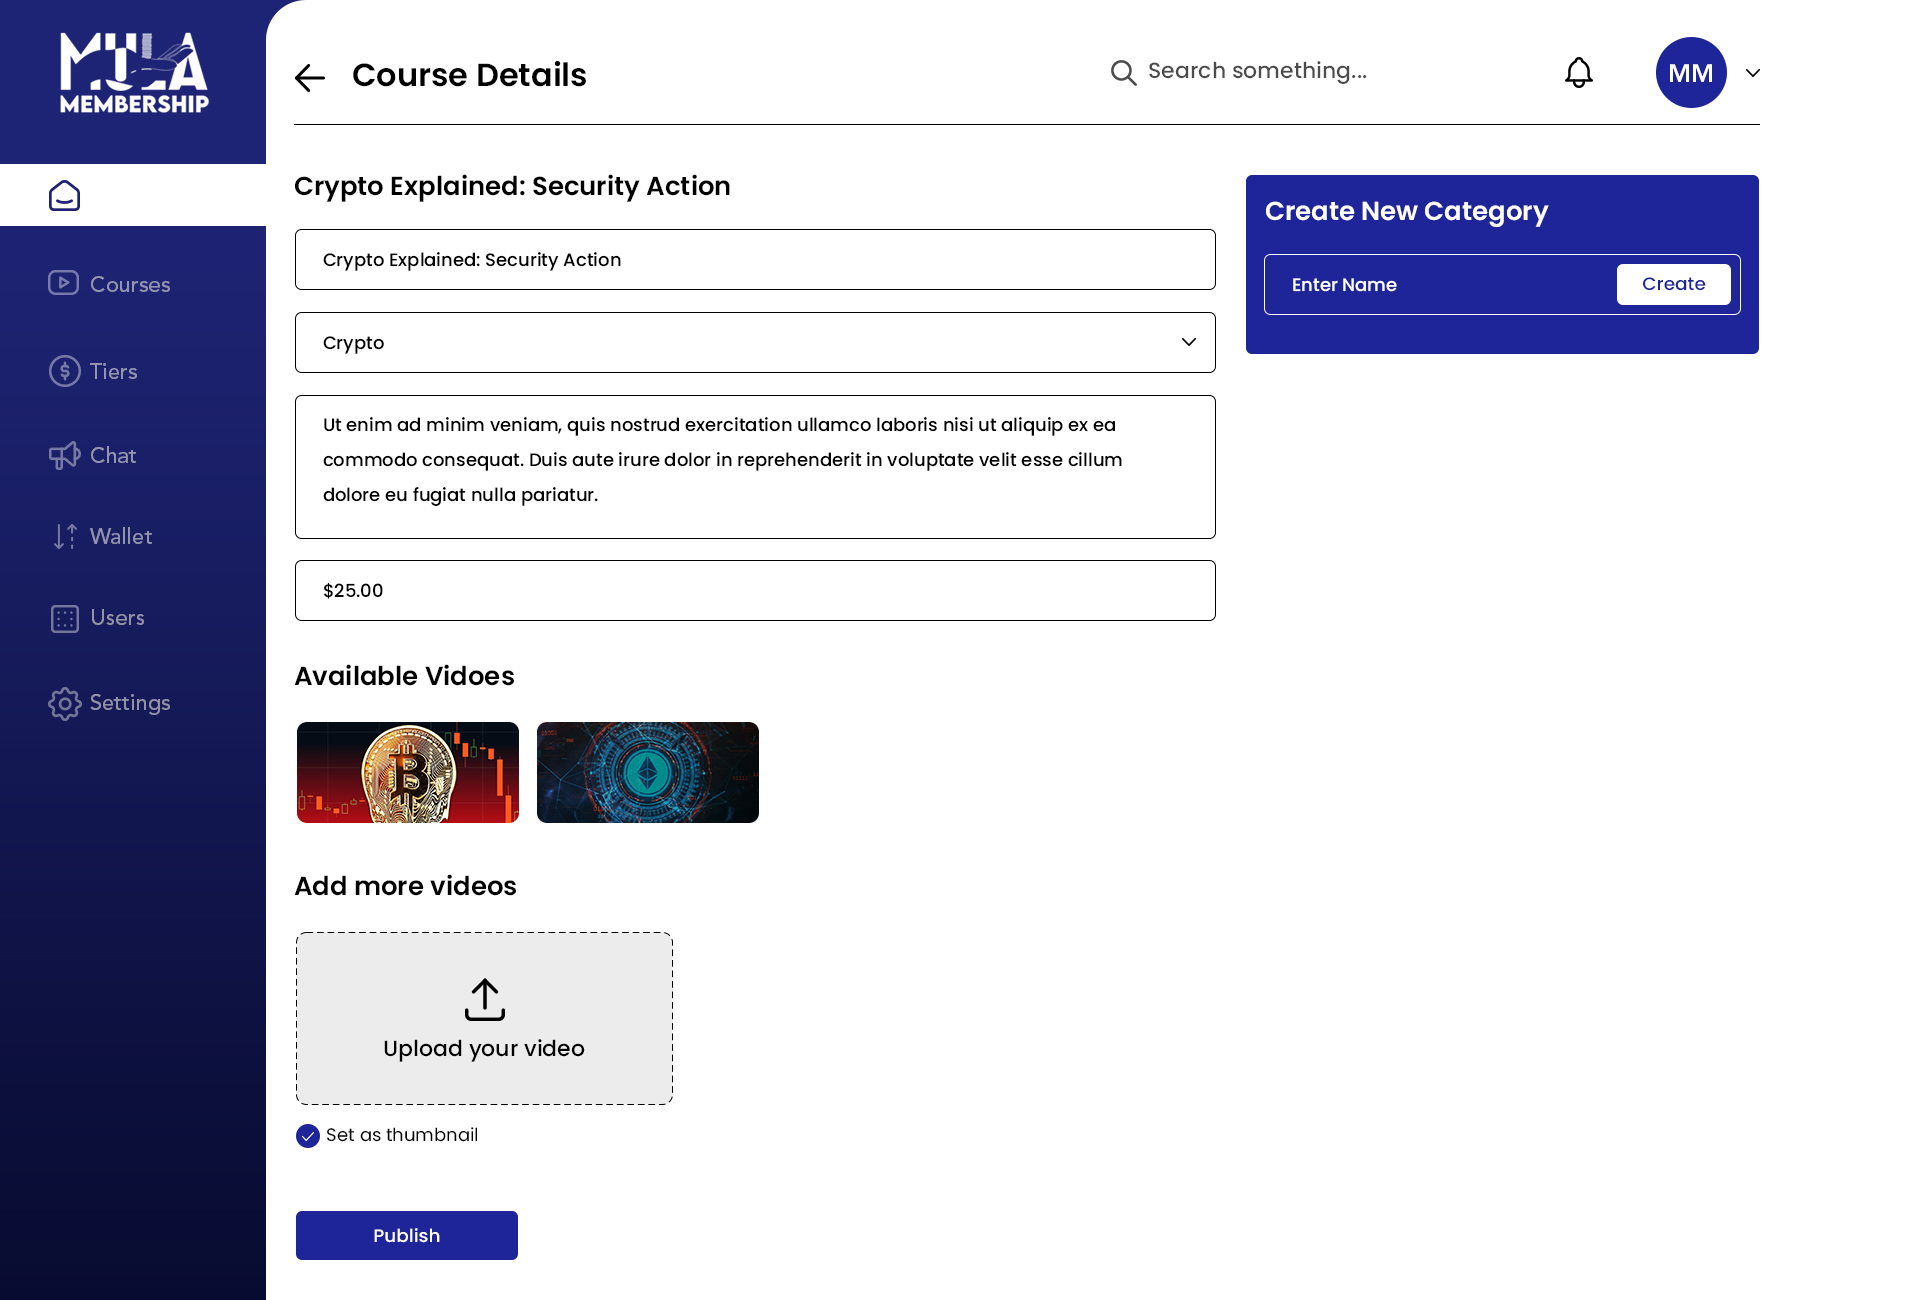 MULA
MEMBERSHIP
Course Details
Search something...
MM
Courses
Tiers
Chat
Wallet
Users
Settings
Crypto Explained: Security Action
Crypto Explained: Security Action
Crypto
Ut enim ad minim veniam, quis nostrud exercitation ullamco laboris nisi ut aliquip ex ea
commodo consequat. Duis aute irure dolor in reprehenderit in voluptate velit esse cillum
dolore eu fugiat nulla pariatur.
$25.00
Create New Category
Enter Name
Create
Available Vidoes
Add more videos
Upload your video
Set as thumbnail
Publish